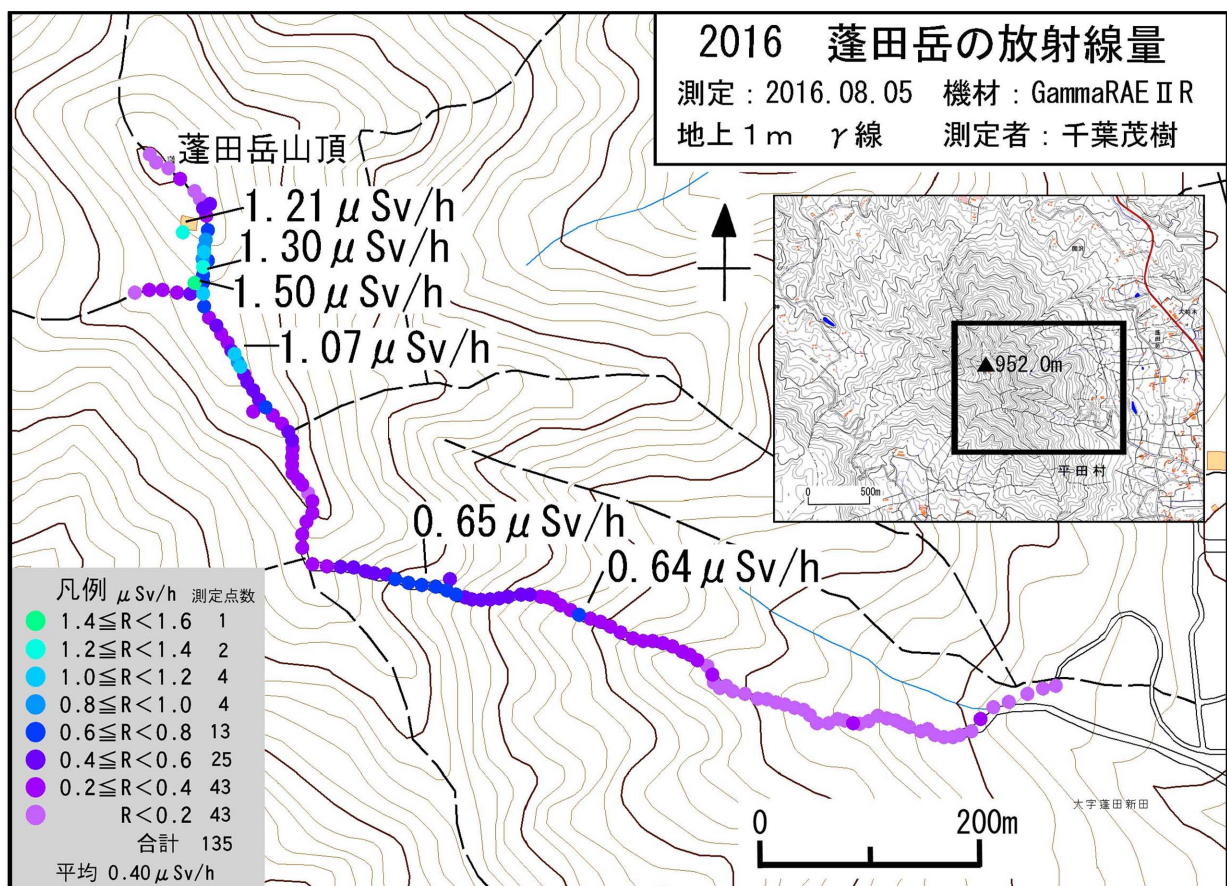 2016 蓬田岳の放射線量
測定:2016.08.05 機材:GammaRAEⅡR
地上1m γ線 測定者:千葉茂樹
蓬田岳山頂
1.21μSv/h
1.30μSv/h
1.50μSv/h
1.07μSv/h
0.65μSv/h
0.64μSv/h
▲952.0m
平田村
0 500m
凡例 μSv/h 測定点数
1.4≦R<1.6 1
1.2≦R<1.4 2
1.0≦R<1.2 4
0.8≦R<1.0 4
0.6≦R<0.8 13
0.4≦R<0.6 25
0.2≦R<0.4 43
R<0.2 43
合計 135
平均 0.40μSv/h
大字蓬田新田
0 200m